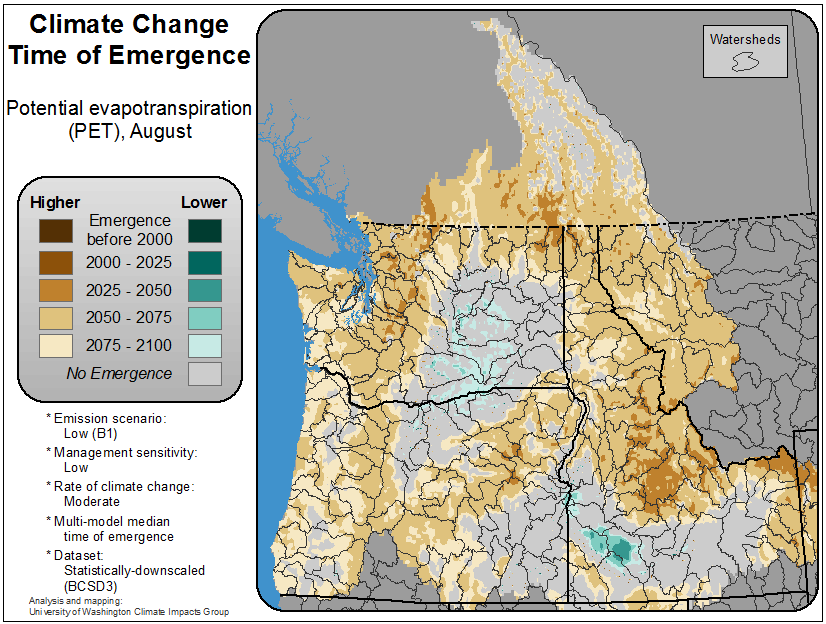 Climate Change
Time of Emergence
Potential evapotranspiration
(PET), August
Higher
Lower
Emergence
before 2000
2000 - 2025
2025 - 2050
2050 - 2075
2075 - 2100
No Emergence
* Emission scenario:
Low (B1)
* Management sensitivity:
Low
* Rate of climate change:
Moderate
* Multi-model median
time of emergence
* Dataset:
Statistically-downscaled
(BCSD3)
Analysis and mapping:
University of Washington Climate Impacts Group
Watersheds